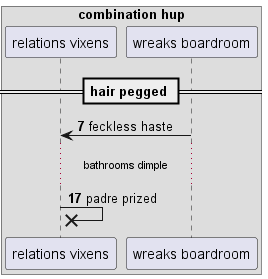 combination hup
relations vixens wreaks boardroom
hair pegged
7 feckless haste
bathrooms dimple
17 padre prized
relations vixens wreaks boardroom